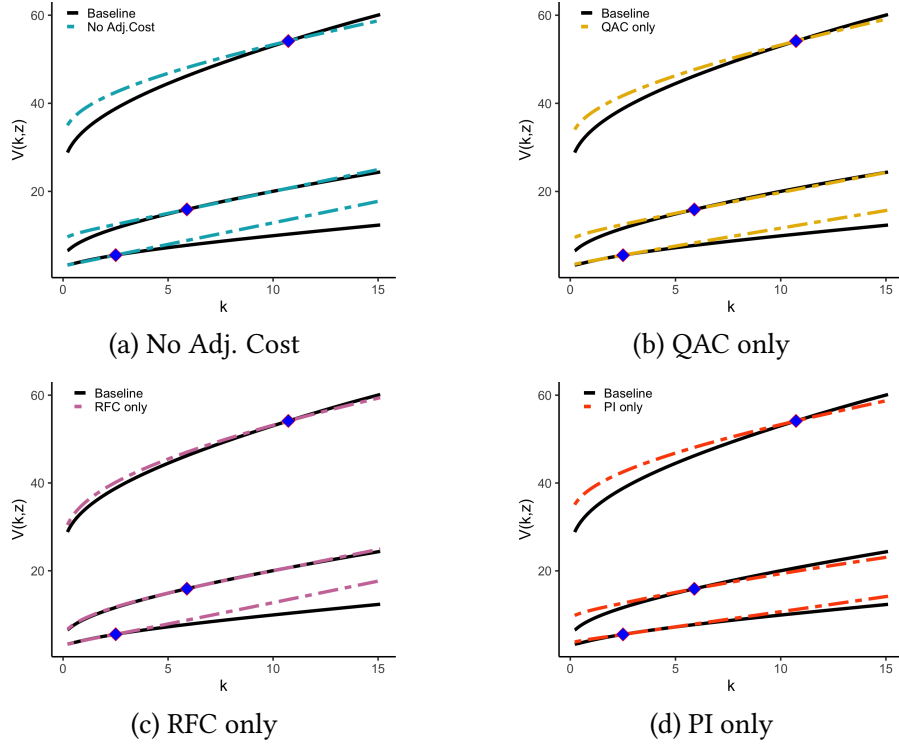 Baseline
No Adj.Cost
60
40
20
V(k,z)
0
5
10
15
k
(a) No Adj. Cost
Baseline
QAC only
60
40
20
V(k,z)
0
5
10
15
k
(b) QAC only
Baseline
RFC only
60
40
20
V(k,z)
0
5
10
15
k
(c) RFC only
Baseline
PI only
60
40
20
V(k,z)
0
5
10
15
k
(d) PI only